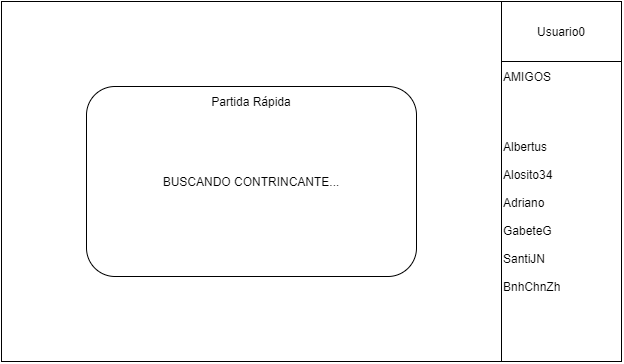 Usuario0
AMIGOS
Partida Rápida
Albertus
Alosito34
BUSCANDO CONTRINCANTE...
Adriano
GabeteG
SantiJN
BnhChnZh